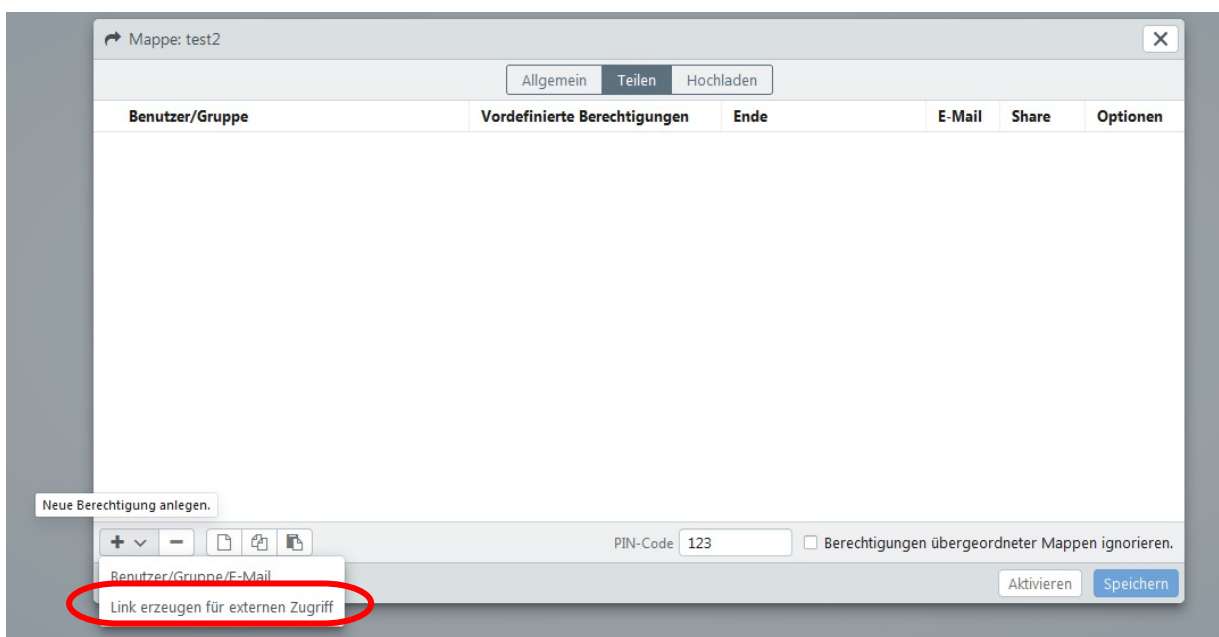 Mappe: test2
Allgemein Teilen Hochladen
Benutzer/Gruppe Vordefinierte Berechtigungen Ende E-Mail Share Optionen
Neue Berechtigung anlegen.
PIN-Code 123 Berechtigungen übergeordneter Mappen ignorieren.
Benutzer/Gruppe/E-Mail
Aktivieren Speichern
Link erzeugen für externen Zugriff